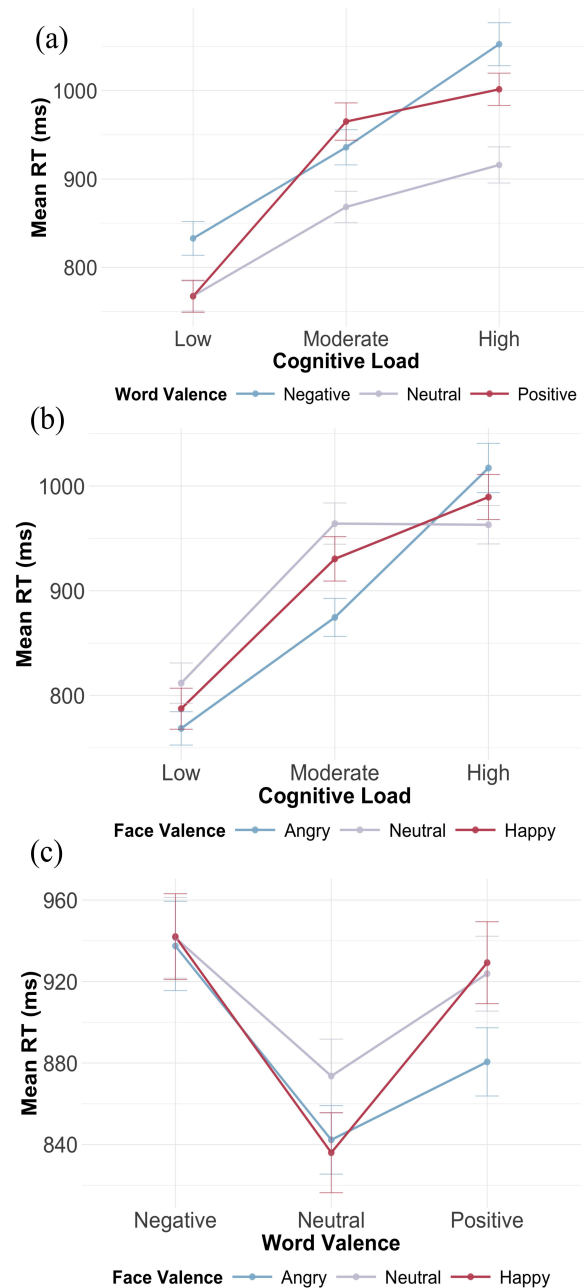 (a)
Mean RT (ms)
1000
900
800
Low Moderate High
Cognitive Load
Word Valence Negative Neutral Positive
(b)
Mean RT (ms)
1000
900
800
Low Moderate High
Cognitive Load
Face Valence Angry Neutral Happy
(c)
Mean RT (ms)
960
920
880
840
Negative Neutral Positive
Word Valence
Face Valence Angry Neutral Happy